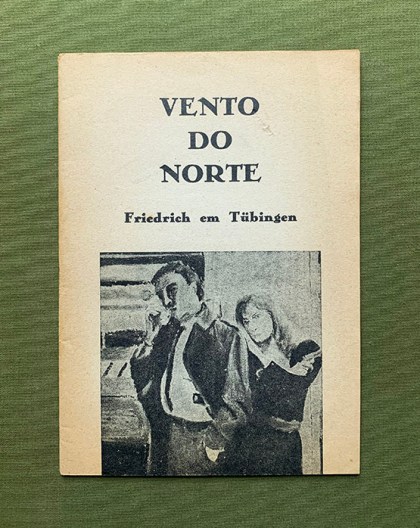 VENTO
DO
NORTE
Friedrich em Tübingen